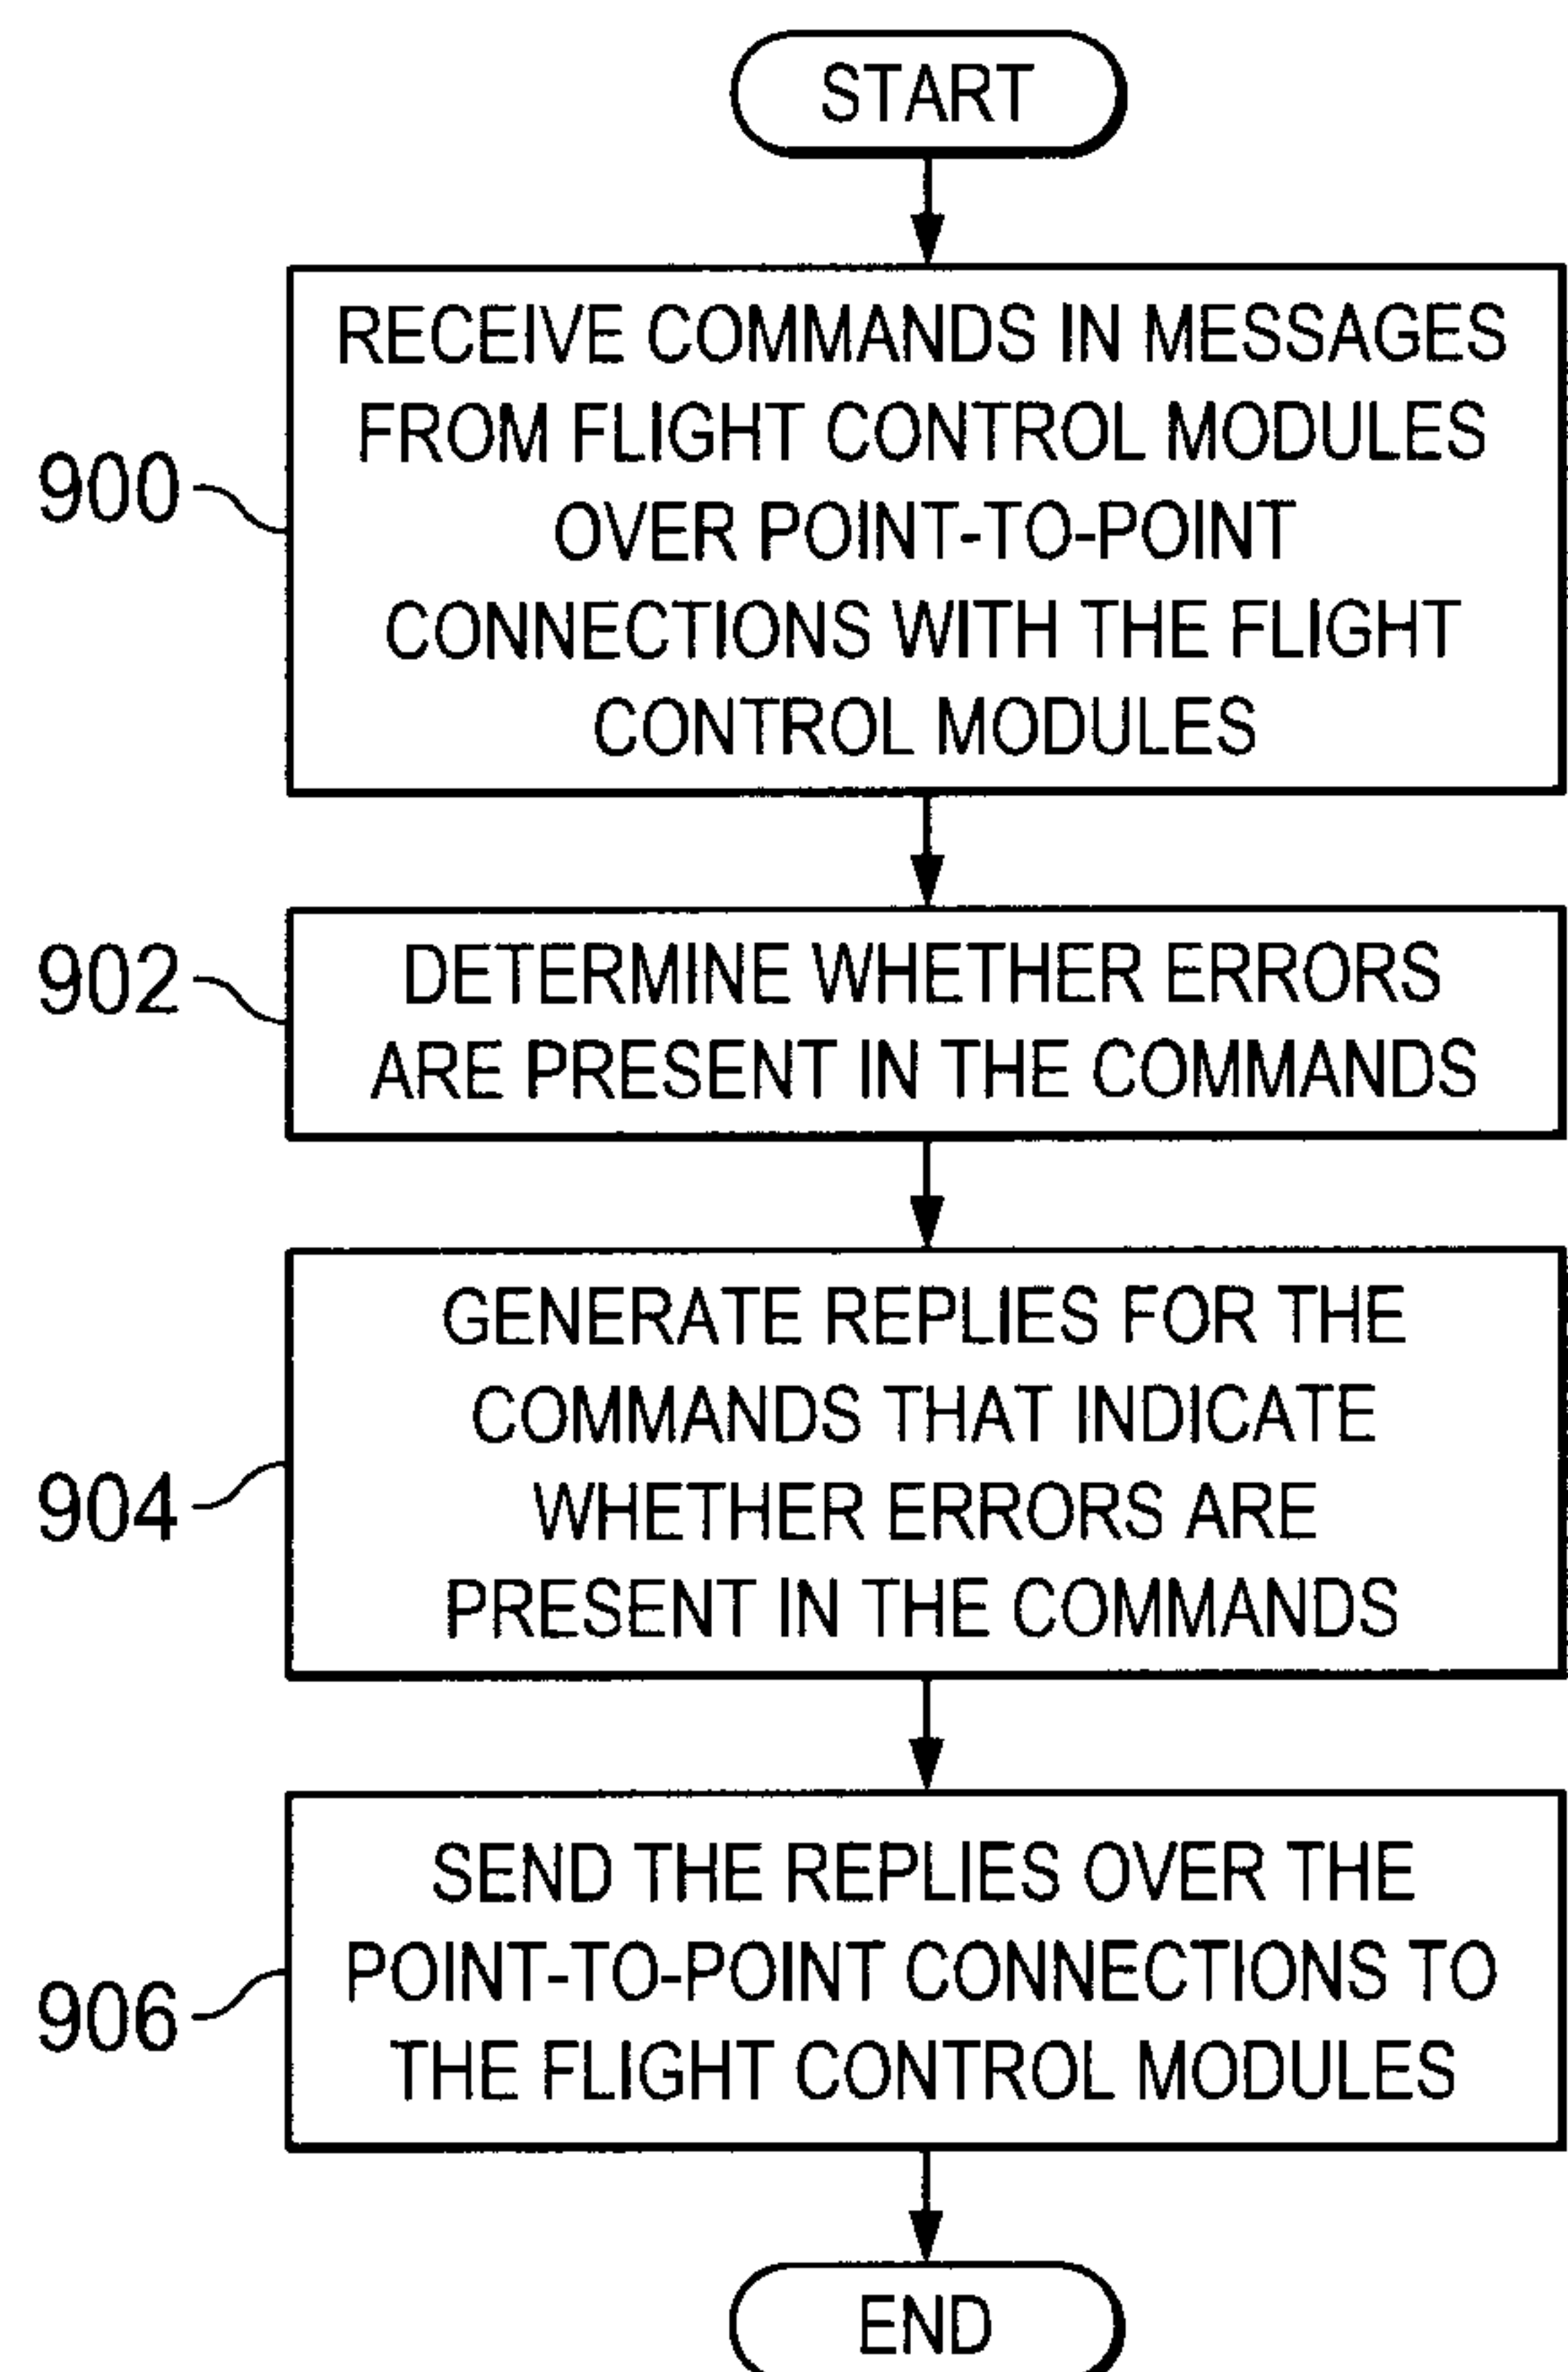 START
RECEIVE COMMANDS IN MESSAGES
FROM FLIGHT CONTROL MODULES
OVER POINT-TO-POINT
CONNECTIONS WITH THE FLIGHT
CONTROL MODULES
900
DETERMINE WHETHER ERRORS
ARE PRESENT IN THE COMMANDS
902
GENERATE REPLIES FOR THE
COMMANDS THAT INDICATE
WHETHER ERRORS ARE
PRESENT IN THE COMMANDS
904
SEND THE REPLIES OVER THE
POINT-TO-POINT CONNECTIONS TO
THE FLIGHT CONTROL MODULES
906
END